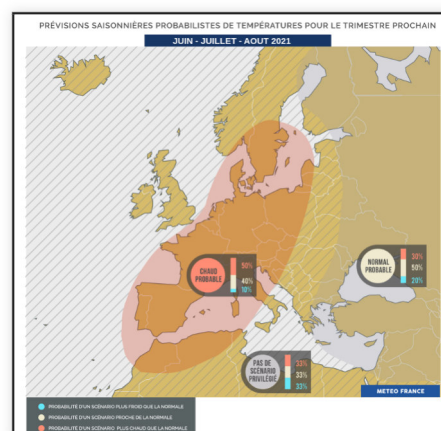 PRÉVISIONS SAISONNIÈRES PROBABILISTES DE TEMPÉRATURES POUR LE TRIMESTRE PROCHAIN
JUIN - JUILLET - AOUT 2021
CHAUD
PROBABLE
50%
40%
10%
NORMAL
PROBABLE
30%
50%
20%
PAS DE
SCÉNARIO
PRIVILÉGIÉ
33%
33%
33%
METEO FRANCE
PROBABILITÉ D'UN SCÉNARIO PLUS FROID QUE LA NORMALE
PROBABILITÉ D'UN SCÉNARIO PROCHE DE LA NORMALE
PROBABILITÉ D'UN SCÉNARIO PLUS CHAUD QUE LA NORMALE